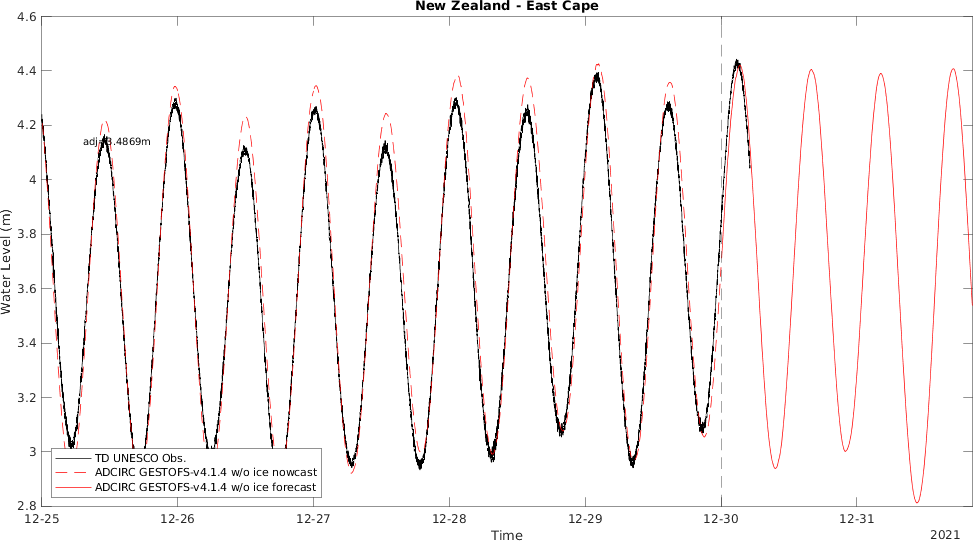 New Zealand - East Cape
4.6
4.4
4.2
4
3.8
3.6
3.4
3.2
3
2.8
Water Level (m)
adj=3.4869m
TD UNESCO Obs.
ADCIRC GESTOFS-v4.1.4 w/o ice nowcast
ADCIRC GESTOFS-v4.1.4 w/o ice forecast
12-25 12-26 12-27 12-28 12-29 12-30 12-31
Time
2021